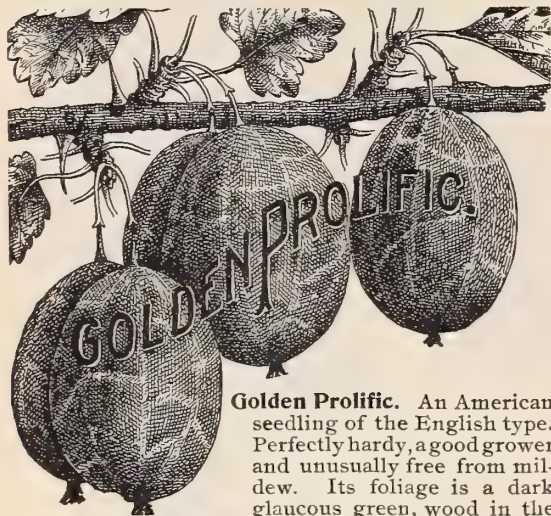 GOLDEN PROLIFIC.
Golden Prolific. An American
seedling of the English type.
Perfectly hardy, a good grower
and unusually free from mil-
dew. Its foliage is a dark
glaucous green, wood in the